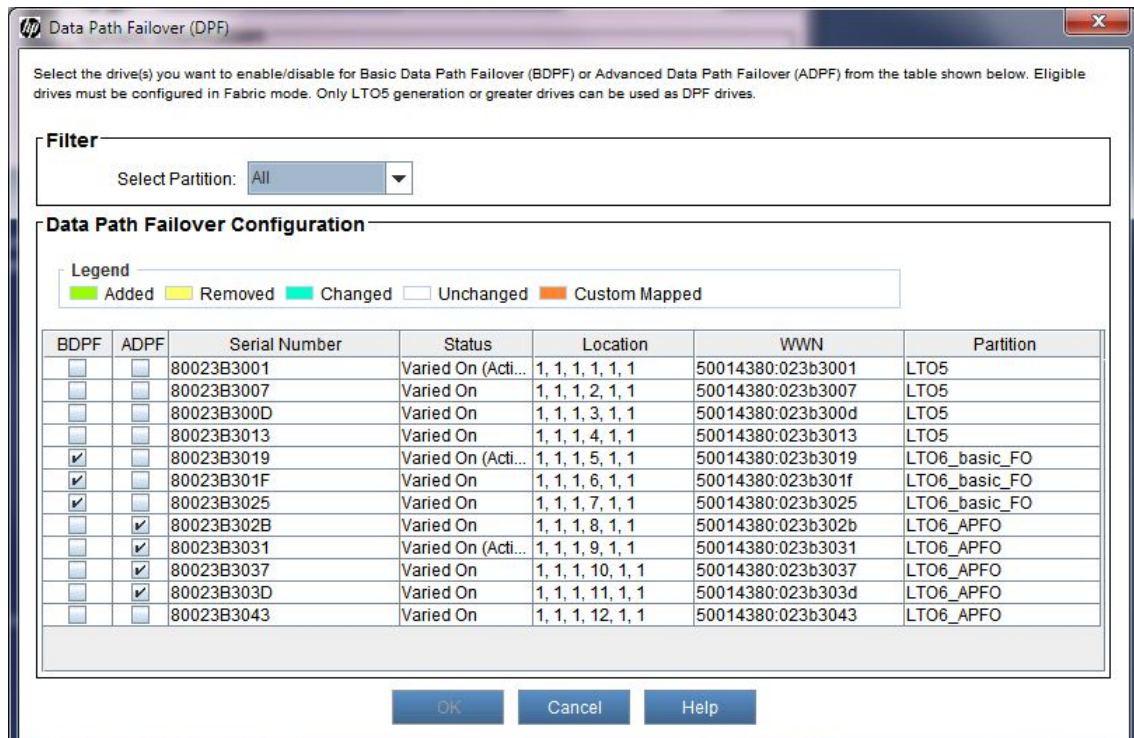 hp Data Path Failover (DPF)
Select the drive(s) you want to enable/disable for Basic Data Path Failover (BDPF) or Advanced Data Path Failover (ADPF) from the table shown below. Eligible
drives must be configured in Fabric mode. Only LTO5 generation or greater drives can be used as DPF drives.
Filter
Select Partition: All
Data Path Failover Configuration
Legend
Added Removed Changed Unchanged Custom Mapped
BDPF ADPF Serial Number Status Location WWN Partition
80023B3001 Varied On (Acti... 1, 1, 1, 1, 1, 1 50014380:023b3001 LTO5
80023B3007 Varied On 1, 1, 1, 2, 1, 1 50014380:023b3007 LTO5
80023B300D Varied On 1, 1, 1, 3, 1, 1 50014380:023b300d LTO5
80023B3013 Varied On 1, 1, 1, 4, 1, 1 50014380:023b3013 LTO5
80023B3019 Varied On (Acti... 1, 1, 1, 5, 1, 1 50014380:023b3019 LTO6_basic_FO
80023B301F Varied On 1, 1, 1, 6, 1, 1 50014380:023b301f LTO6_basic_FO
80023B3025 Varied On 1, 1, 1, 7, 1, 1 50014380:023b3025 LTO6_basic_FO
80023B302B Varied On 1, 1, 1, 8, 1, 1 50014380:023b302b LTO6_APFO
80023B3031 Varied On (Acti... 1, 1, 1, 9, 1, 1 50014380:023b3031 LTO6_APFO
80023B3037 Varied On 1, 1, 1, 10, 1, 1 50014380:023b3037 LTO6_APFO
80023B303D Varied On 1, 1, 1, 11, 1, 1 50014380:023b303d LTO6_APFO
80023B3043 Varied On 1, 1, 1, 12, 1, 1 50014380:023b3043 LTO6_APFO
OK Cancel Help